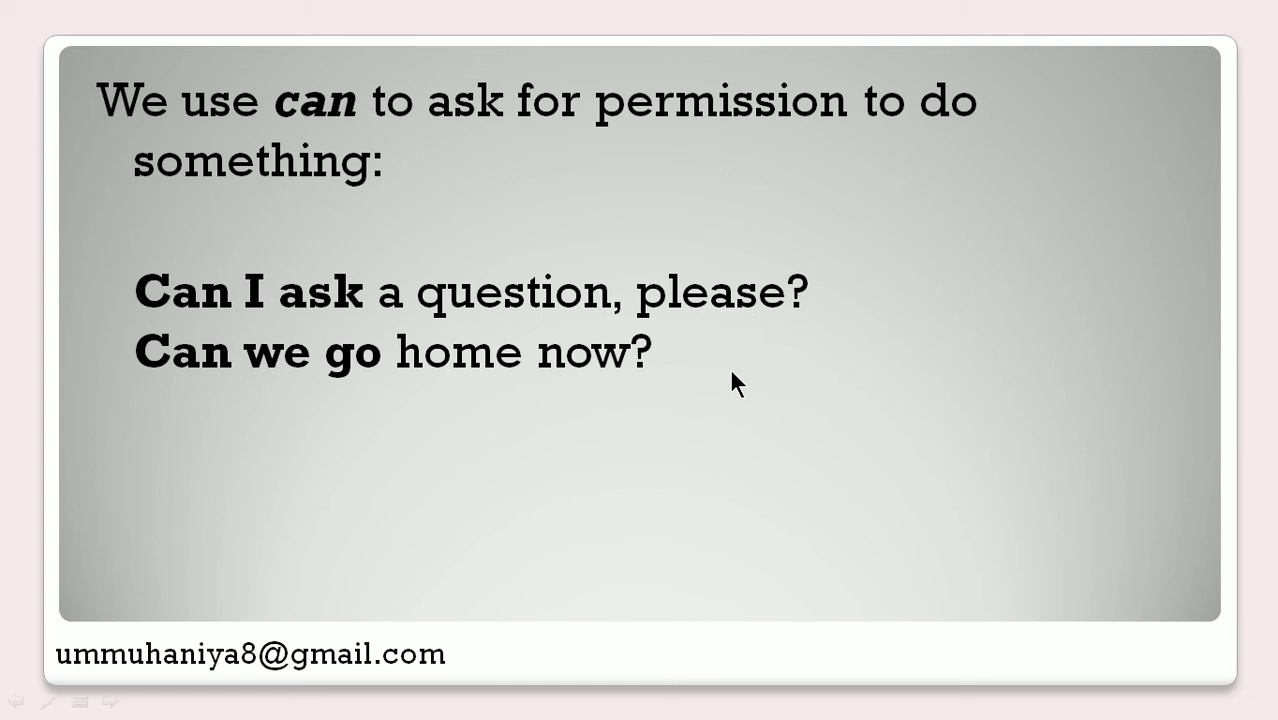 We use can to ask for permission to do
something:
Can I ask a question, please?
Can we go home now?
ummuhaniya8@gmail.com